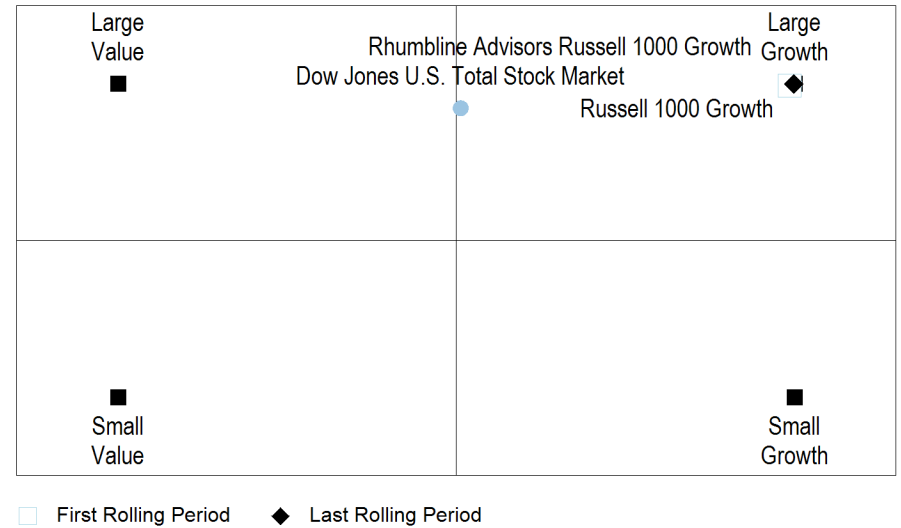 Large
Value
Large
Growth
Rhumbline Advisors Russell 1000 Growth
Dow Jones U.S. Total Stock Market
Russell 1000 Growth
Small
Value
Small
Growth
First Rolling Period
Last Rolling Period